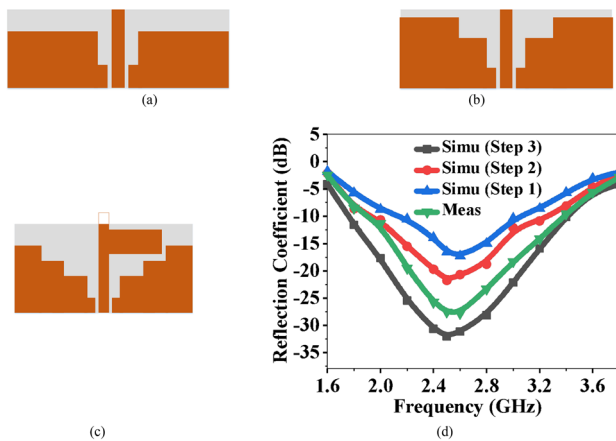 (a)
(b)
(c)
5
0
-5
-10
-15
-20
-25
-30
-35
Reflection Coefficient (dB)
Simu (Step 3)
Simu (Step 2)
Simu (Step 1)
Meas
1.6 2.0 2.4 2.8 3.2 3.6
Frequency (GHz)
(d)